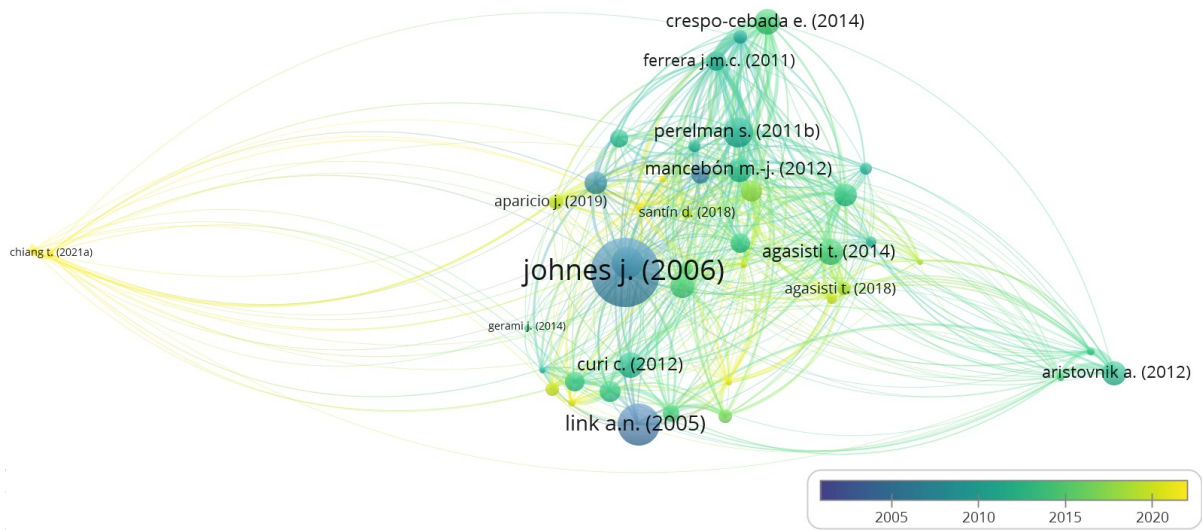 crespo-cebada e. (2014)
ferrera j.m.c. (2011)
perelman s. (2011b)
mancebón m.-j. (2012)
aparicio j. (2019)
santín d. (2018)
chiang t. (2021a)
agasisti t. (2014)
johnes j. (2006)
agasisti t. (2018)
gerami j. (2014)
curi c. (2012)
aristovnik a. (2012)
link a.n. (2005)
2005 2010 2015 2020